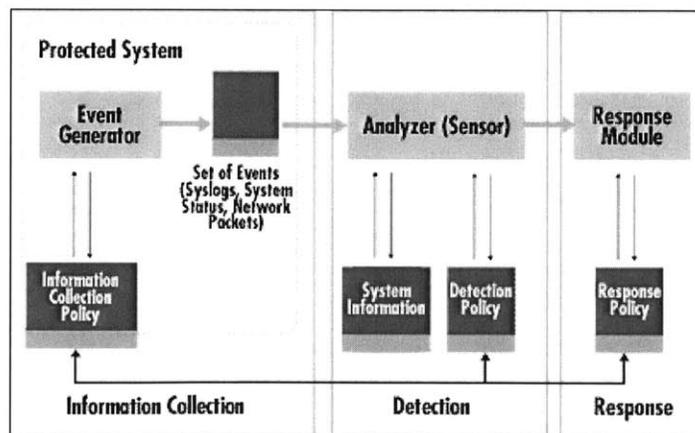 Protected System
Event
Generator
Set of Events
(Syslogs, System
Status, Network
Packets)
Analyzer (Sensor)
Response
Module
Information
Collection
Policy
System
Information
Detection
Policy
Response
Policy
Information Collection
Detection
Response